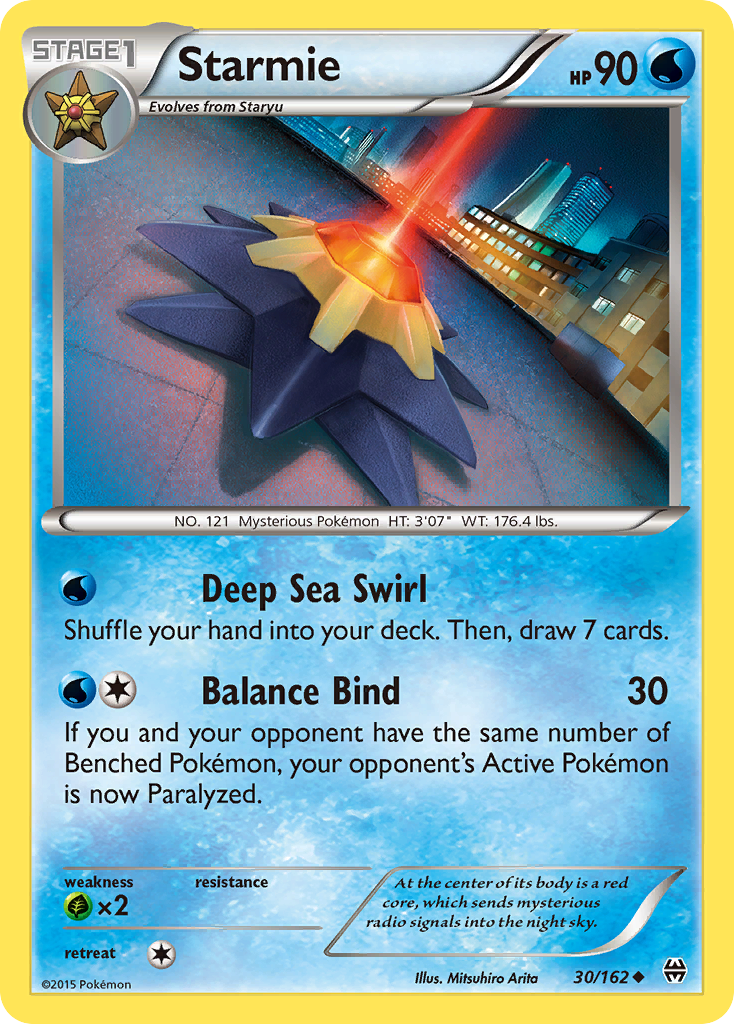 STAGE1
Starmie
HP 90
Evolves from Staryu
NO. 121 Mysterious Pokémon HT: 3'07" WT: 176.4 lbs.
Deep Sea Swirl
Shuffle your hand into your deck. Then, draw 7 cards.
Balance Bind 30
If you and your opponent have the same number of
Benched Pokémon, your opponent's Active Pokémon
is now Paralyzed.
weakness resistance
×2
At the center of its body is a red
core, which sends mysterious
radio signals into the night sky.
retreat
©2015 Pokémon
Illus. Mitsuhiro Arita
30/162